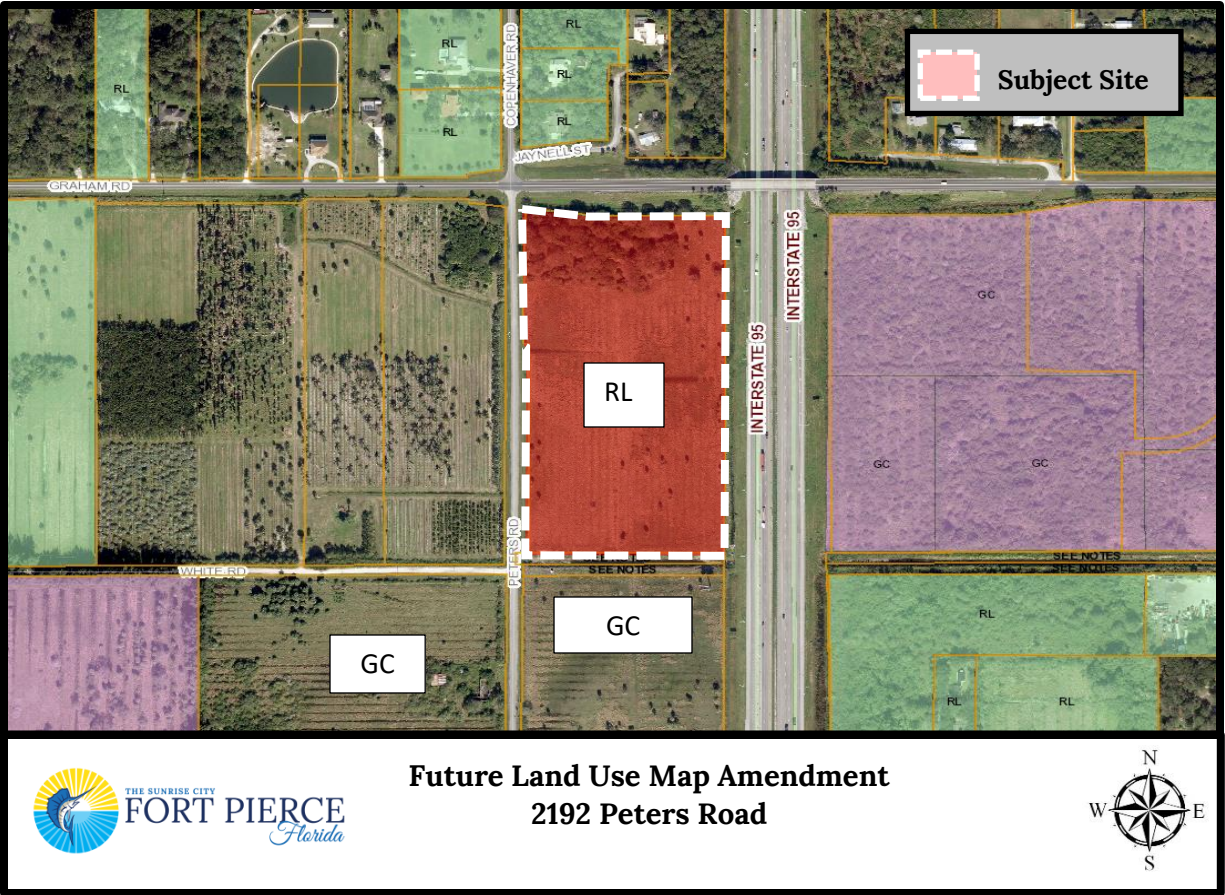 RL
COPENHAVER RD
RL
RL
RL
RL
RL
RL
Subject Site
JAYNELL ST
GRAHAM RD
INTERSTATE 95
GC
INTERSTATE 95
RL
GC
GC
PETERS RD
WHITE RD
SEE NOTES
SEE NOTES
SEE NOTES
GC
GC
RL
RL
RL
THE SUNRISE CITY
FORT PIERCE
Florida
Future Land Use Map Amendment
2192 Peters Road
N
W
E
S